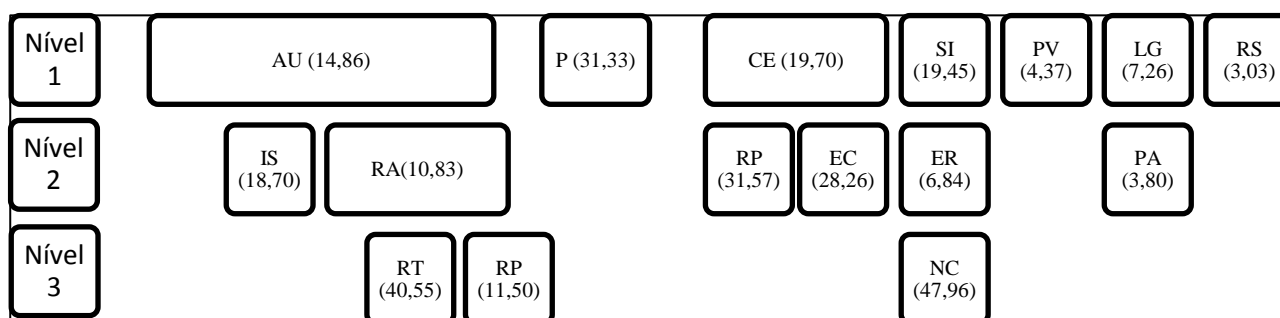 Nível
1
AU (14,86)
P (31,33)
CE (19,70)
SI
(19,45)
PV
(4,37)
LG
(7,26)
RS
(3,03)
Nível
2
IS
(18,70)
RA(10,83)
RP
(31,57)
EC
(28,26)
ER
(6,84)
PA
(3,80)
Nível
3
RT
(40,55)
RP
(11,50)
NC
(47,96)